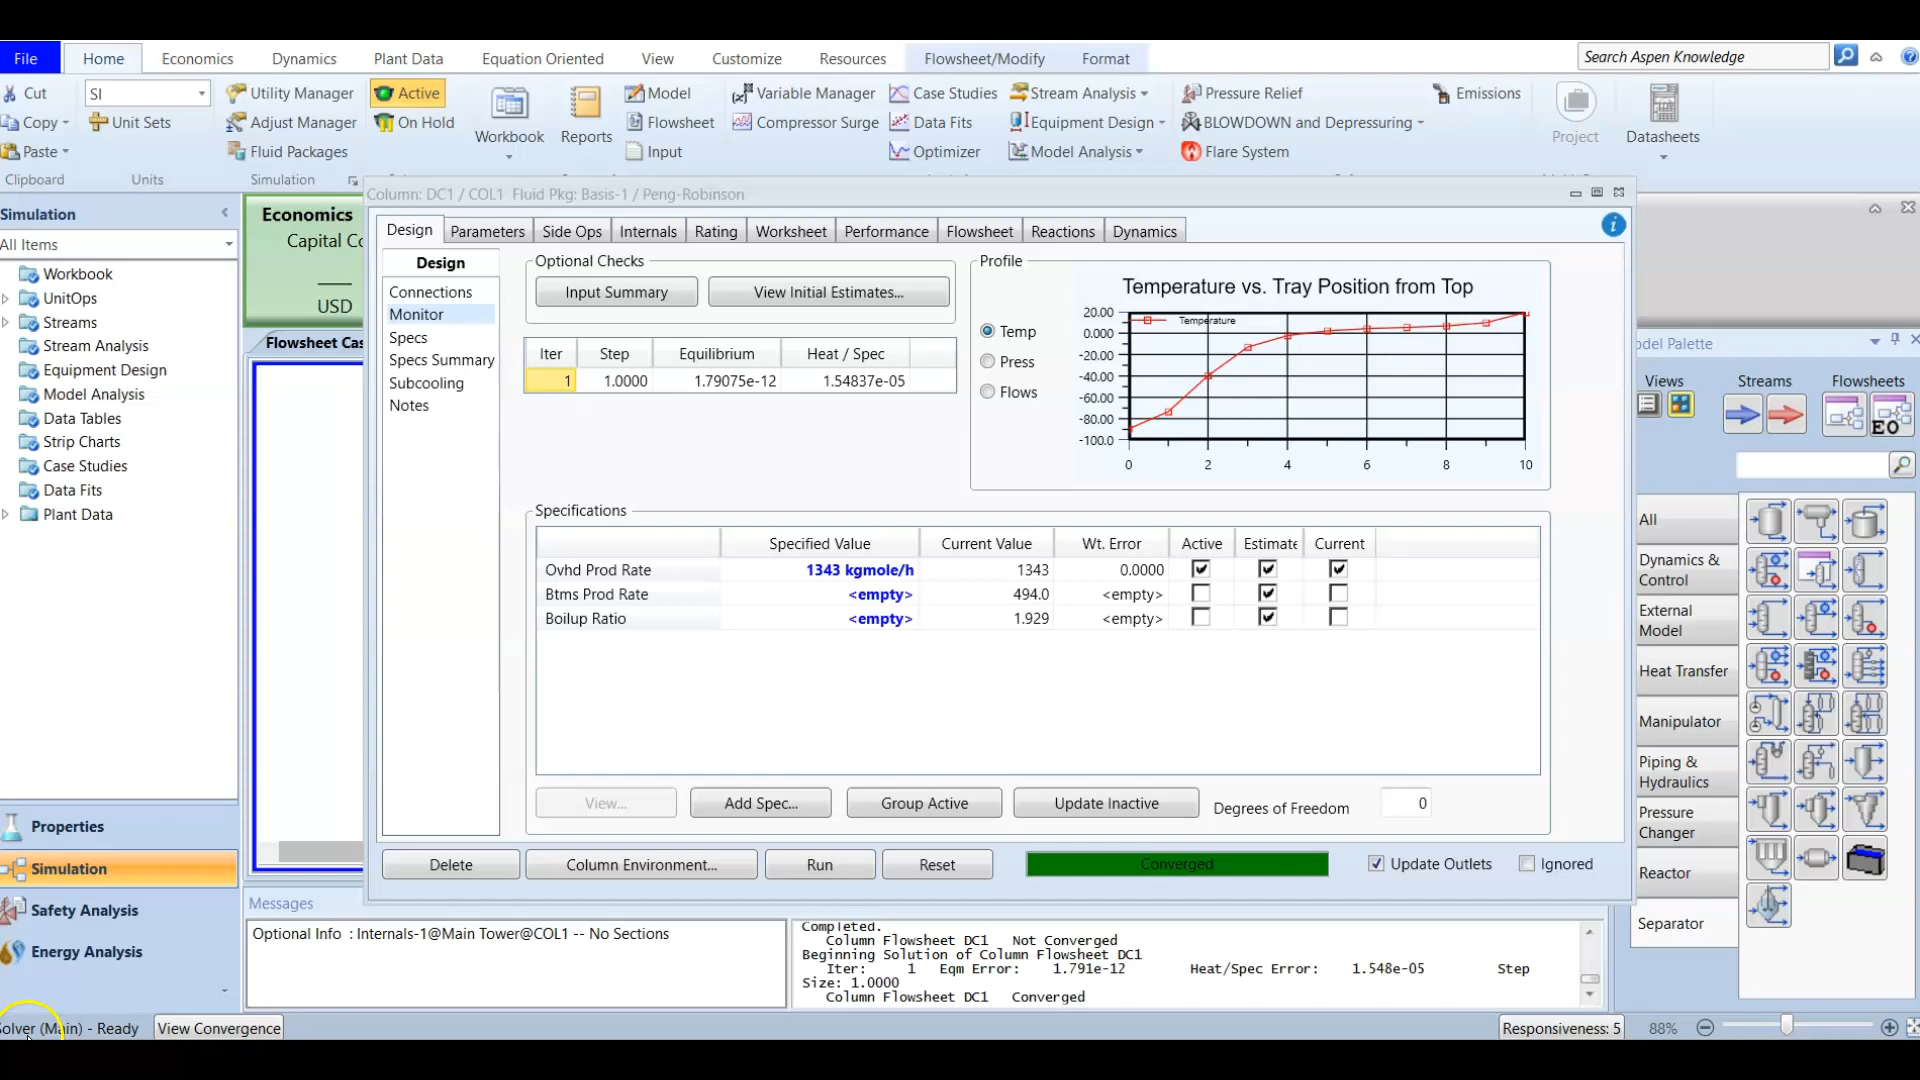 File Home Economics Dynamics Plant Data Equation Oriented View Customize Resources Flowsheet/Modify Format Search Aspen Knowledge
Cut SI Utility Manager Active Model Variable Manager Case Studies Stream Analysis Pressure Relief Emissions
Copy Unit Sets Adjust Manager On Hold Workbook Reports Flowsheet Compressor Surge Data Fits Equipment Design BLOWDOWN and Depressuring Project Datasheets
Paste Fluid Packages Input Optimizer Model Analysis Flare System
Clipboard Units Simulation
Column: DC1 / COL1 Fluid Pkg: Basis-1 / Peng-Robinson
Simulation
All Items
Workbook
UnitOps
Streams
Stream Analysis
Equipment Design
Model Analysis
Data Tables
Strip Charts
Case Studies
Data Fits
Plant Data
Properties
Simulation
Safety Analysis
Energy Analysis
Economics
Capital Co
USD
Flowsheet Cas
Design Parameters Side Ops Internals Rating Worksheet Performance Flowsheet Reactions Dynamics
Design
Connections
Monitor
Specs
Specs Summary
Subcooling
Notes
Optional Checks
Input Summary View Initial Estimates...
Iter Step Equilibrium Heat / Spec
1 1.0000 1.79075e-12 1.54837e-05
Profile
Temp
Press
Flows
Temperature vs. Tray Position from Top
Temperature
20.00
0.000
-20.00
-40.00
-60.00
-80.00
-100.0
0 2 4 6 8 10
Specifications
Specified Value Current Value Wt. Error Active Estimate Current
Ovhd Prod Rate 1343 kgmole/h 1343 0.0000
Btms Prod Rate <empty> 494.0 <empty>
Boilup Ratio <empty> 1.929 <empty>
View... Add Spec... Group Active Update Inactive Degrees of Freedom 0
Delete Column Environment... Run Reset Converged Update Outlets Ignored
odel Palette
Views Streams Flowsheets
EO
All
Dynamics &
Control
External
Model
Heat Transfer
Manipulator
Piping &
Hydraulics
Pressure
Changer
Reactor
Separator
Messages
Optional Info : Internals-1@Main Tower@COL1 -- No Sections
Completed.
Column Flowsheet DC1 Not Converged
Beginning Solution of Column Flowsheet DC1
Iter: 1 Eqm Error: 1.791e-12 Heat/Spec Error: 1.548e-05 Step
Size: 1.0000
Column Flowsheet DC1 Converged
Solver (Main) - Ready View Convergence Responsiveness: 5 88%